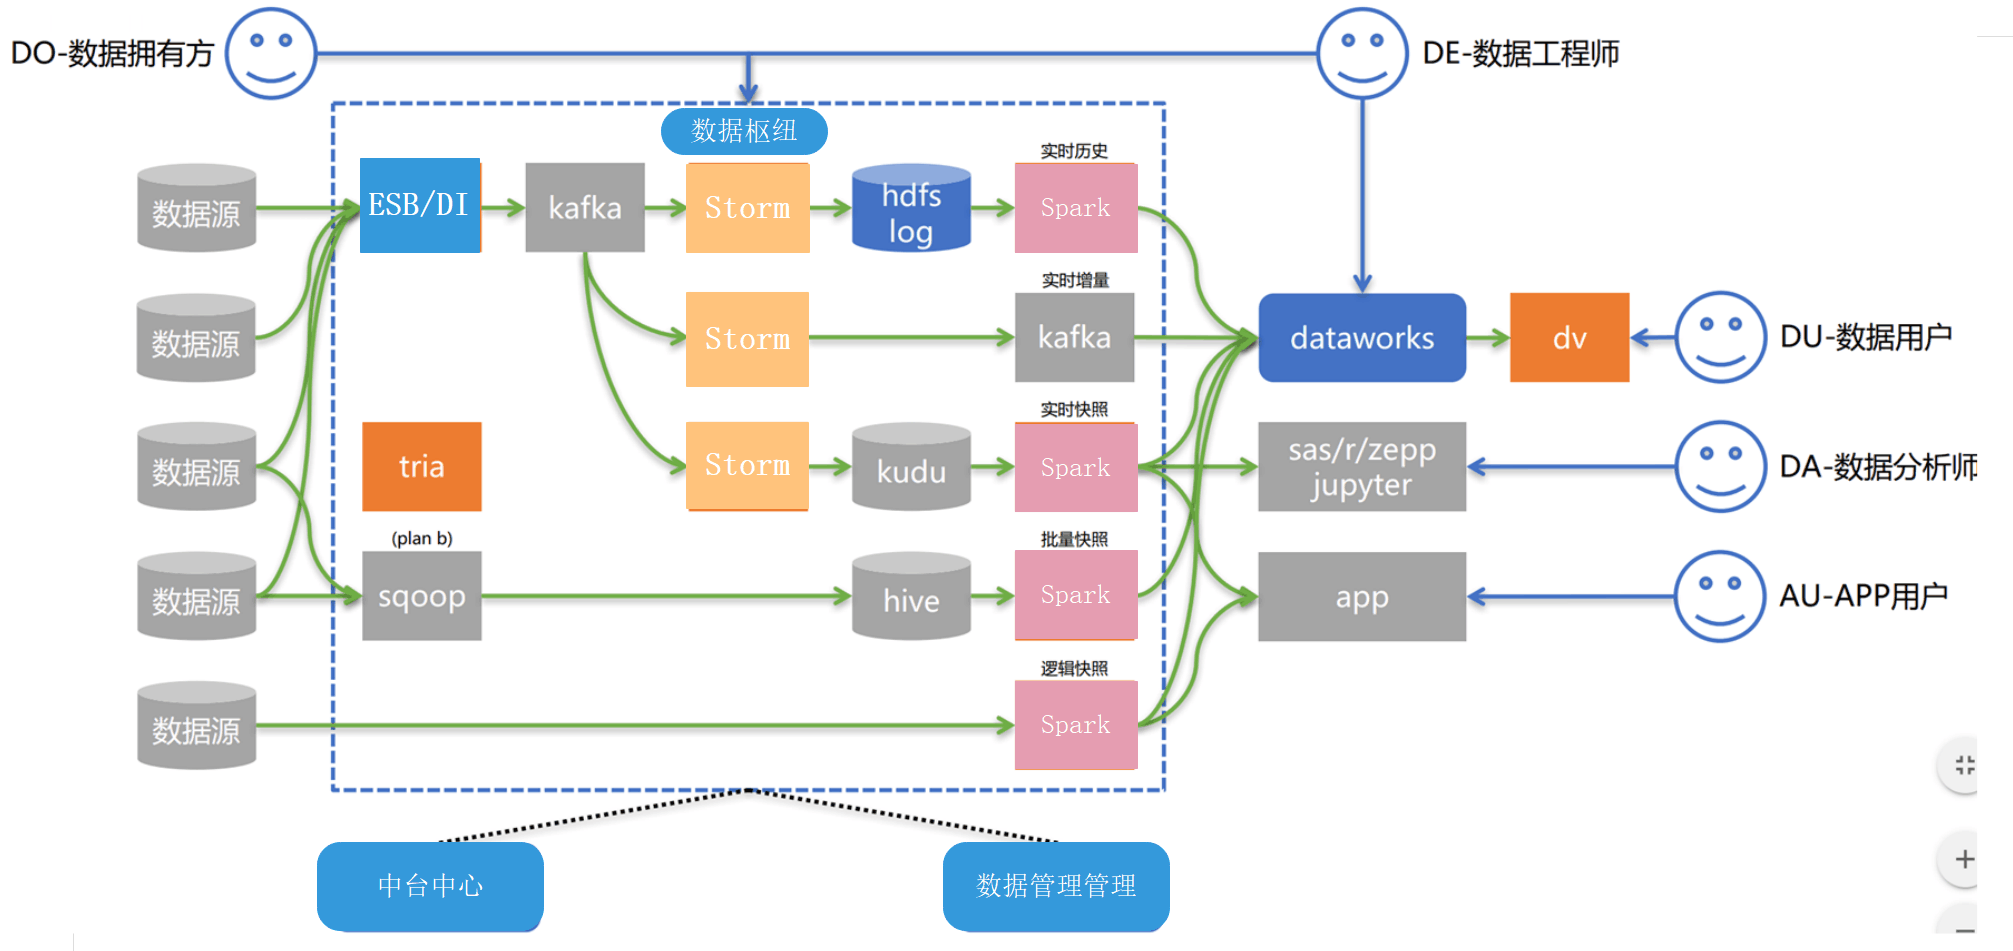 DO-数据拥有方
DE-数据工程师
数据枢纽
实时历史
数据源
ESB/DI
kafka
Storm
hdfs
log
Spark
实时增量
数据源
Storm
kafka
dataworks
dv
DU-数据用户
实时快照
数据源
tria
Storm
kudu
Spark
sas/r/zepp
jupyter
DA-数据分析师
(plan b)
批量快照
数据源
sqoop
hive
Spark
app
AU-APP用户
逻辑快照
数据源
Spark
中台中心
数据管理管理